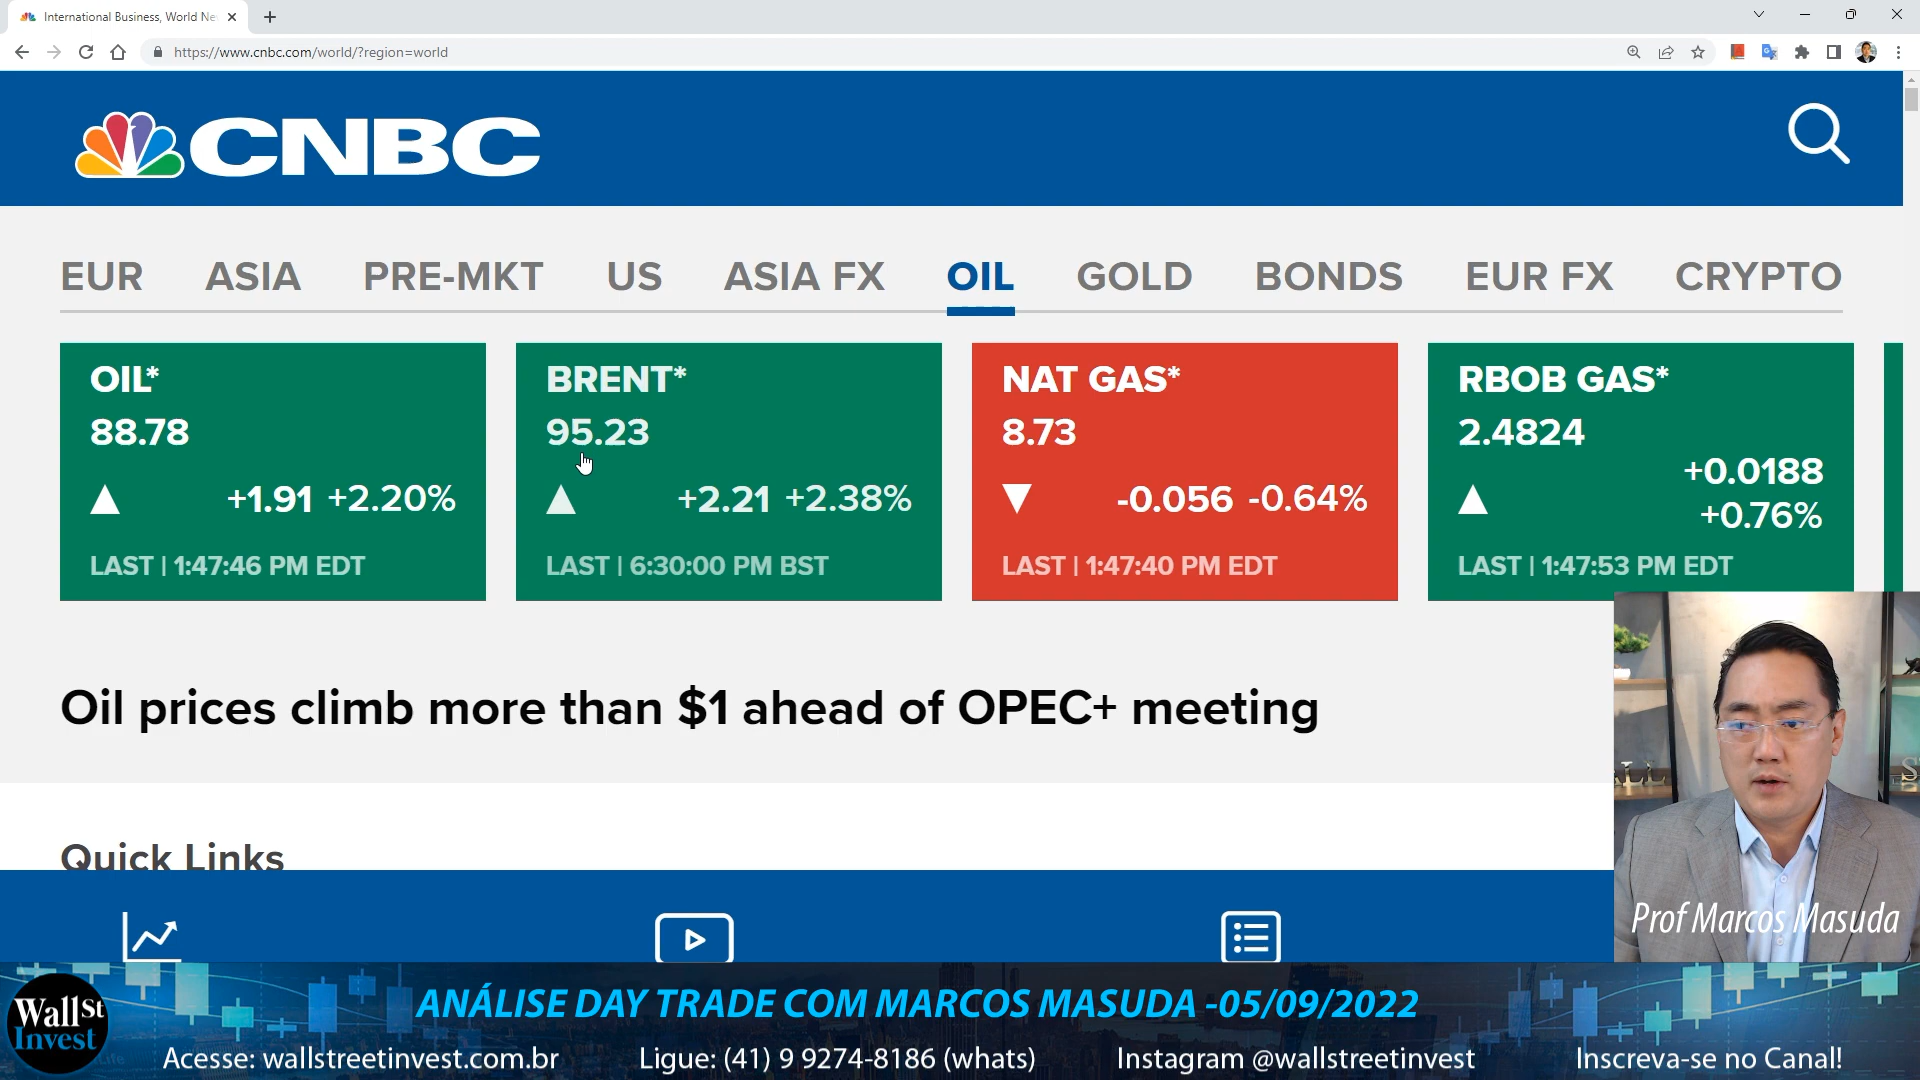 International Business, World Ne
https://www.cnbc.com/world/?region=world
CNBC
EUR ASIA PRE-MKT US ASIA FX OIL GOLD BONDS EUR FX CRYPTO
OIL*
88.78
+1.91 +2.20%
LAST | 1:47:46 PM EDT
BRENT*
95.23
+2.21 +2.38%
LAST | 6:30:00 PM BST
NAT GAS*
8.73
-0.056 -0.64%
LAST | 1:47:40 PM EDT
RBOB GAS*
2.4824
+0.0188
+0.76%
LAST | 1:47:53 PM EDT
Oil prices climb more than $1 ahead of OPEC+ meeting
Quick Links
Prof Marcos Masuda
Wall St
Invest
ANÁLISE DAY TRADE COM MARCOS MASUDA -05/09/2022
Acesse: wallstreetinvest.com.br Ligue: (41) 9 9274-8186 (whats) Instagram @wallstreetinvest Inscreva-se no Canal!